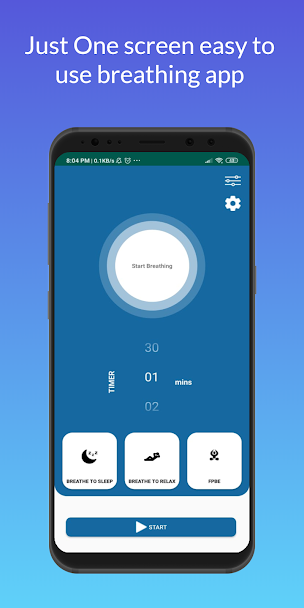 Just One screen easy to
use breathing app
8:04 PM | 0.1KB/s
Start Breathing
30
TIMER 01 mins
02
BREATHE TO SLEEP BREATHE TO RELAX FPBE
START